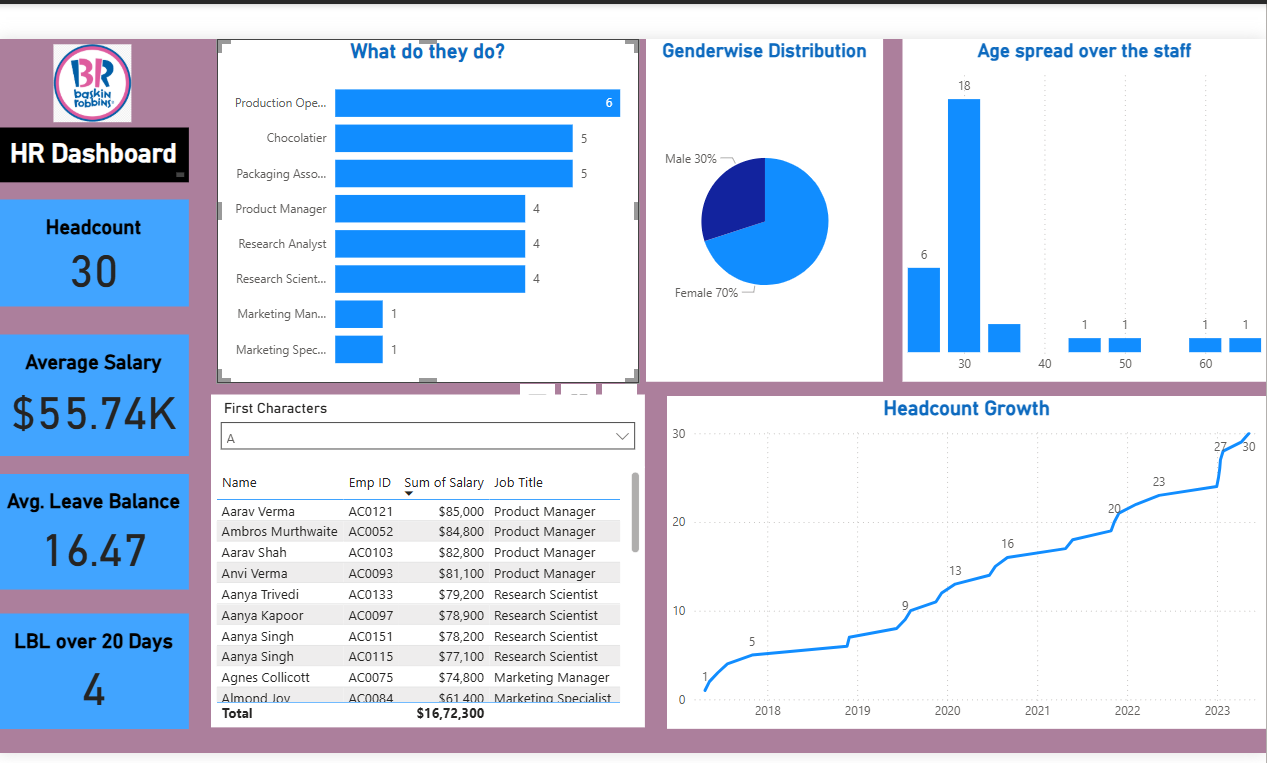 BR
baskin
robbins
HR Dashboard
Headcount
30
Average Salary
$55.74K
Avg. Leave Balance
16.47
LBL over 20 Days
4
What do they do?
Production Ope... 6
Chocolatier 5
Packaging Asso... 5
Product Manager 4
Research Analyst 4
Research Scient... 4
Marketing Man... 1
Marketing Spec... 1
Genderwise Distribution
Male 30%
Female 70%
Age spread over the staff
18
6
1 1 1 1
30 40 50 60
First Characters
A
Name Emp ID Sum of Salary Job Title
Aarav Verma AC0121 $85,000 Product Manager
Ambros Murthwaite AC0052 $84,800 Product Manager
Aarav Shah AC0103 $82,800 Product Manager
Anvi Verma AC0093 $81,100 Product Manager
Aanya Trivedi AC0133 $79,200 Research Scientist
Aanya Kapoor AC0097 $78,900 Research Scientist
Aanya Singh AC0151 $78,200 Research Scientist
Aanya Singh AC0115 $77,100 Research Scientist
Agnes Collicott AC0075 $74,800 Marketing Manager
Almond Joy AC0084 $61,400 Marketing Specialist
Total $16,72,300
Headcount Growth
30
20
10
0
1
5
9
13
16
20
23
27
30
2018 2019 2020 2021 2022 2023